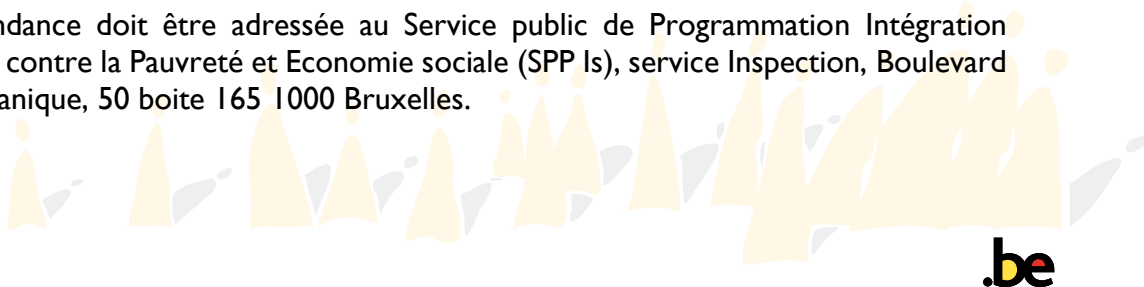 ndance doit être adressée au Service public de Programmation Intégration
contre la Pauvreté et Economie sociale (SPP Is), service Inspection, Boulevard
anique, 50 boite 165 1000 Bruxelles.
.be